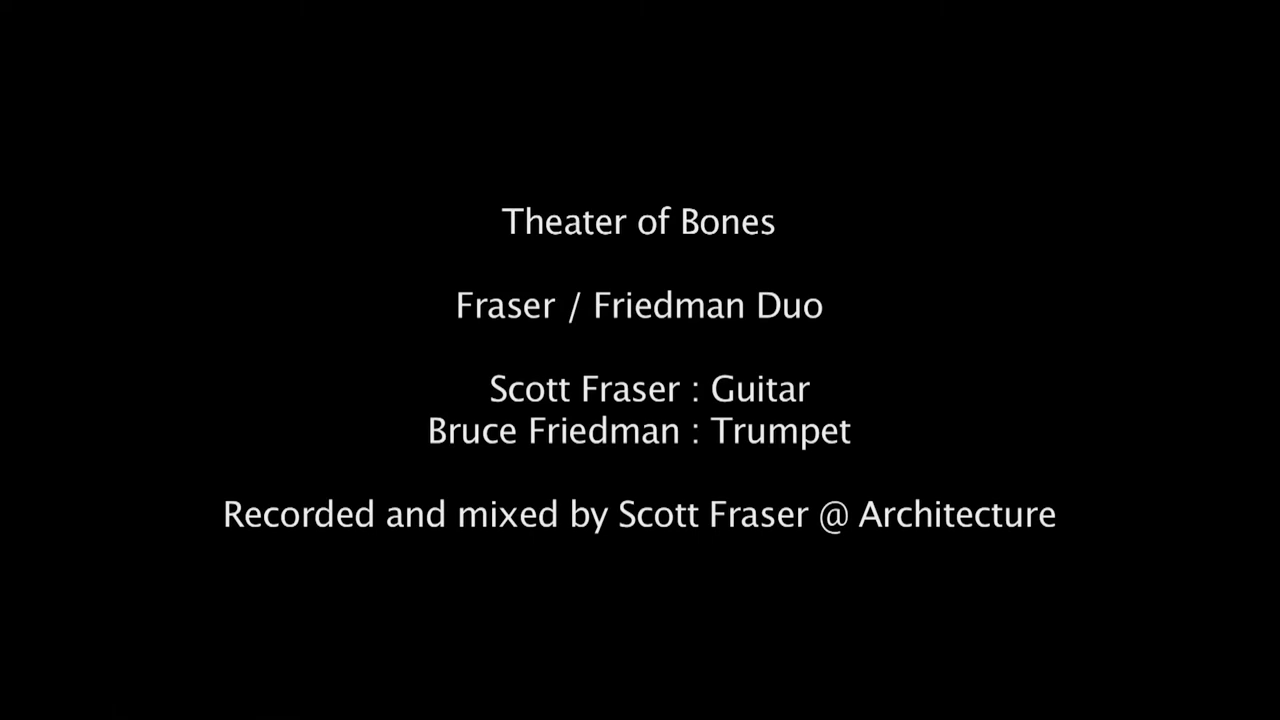 Theater of Bones
Fraser / Friedman Duo
Scott Fraser : Guitar
Bruce Friedman : Trumpet
Recorded and mixed by Scott Fraser @ Architecture